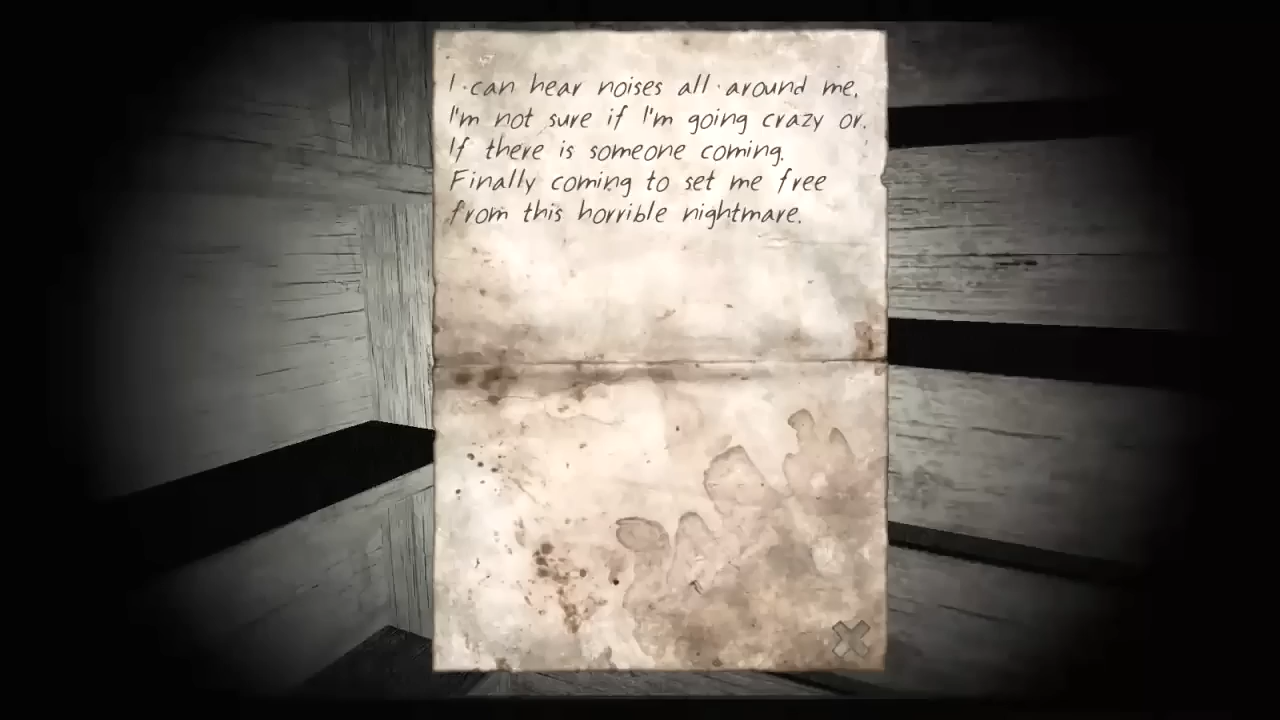 I can hear noises all around me.
I'm not sure if I'm going crazy or.
If there is someone coming.
Finally coming to set me free
from this horrible nightmare.